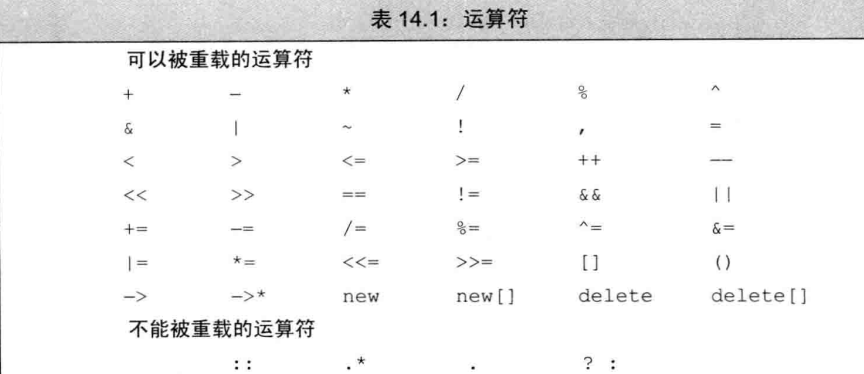 表 14.1：运算符
可以被重载的运算符
+ — * / % ^
& | ~ ! , =
< > <= >= ++ ——
<< >> == != && ||
+= —= /= %= ^= &=
|= *= <<= >>= [] ()
—> —>* new new[] delete delete[]
不能被重载的运算符
:: .* . ? :